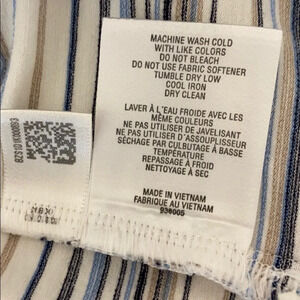 MACHINE WASH COLD
WITH LIKE COLORS
DO NOT BLEACH
DO NOT USE FABRIC SOFTENER
TUMBLE DRY LOW
COOL IRON
DRY CLEAN
LAVER À L'EAU FROIDE AVEC LES
MÊME COULEURS
NE PAS UTILISER DE JAVELISANT
NE PAS UTILISER D'ASSOUPLISSEUR
SÉCHAGE PAR CULBUTAGE À BASSE
TEMPÉRATURE
REPASSAGE À FROID
NETTOYAGE À SEC
MADE IN VIETNAM
FABRIQUE AU VIETNAM
936005